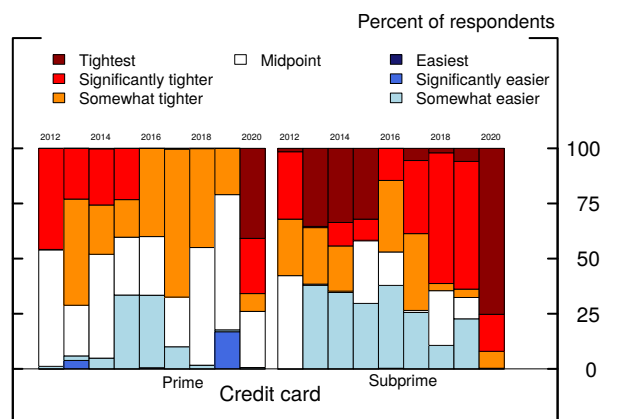 Percent of respondents
Tightest
Midpoint
Easiest
Significantly tighter
Significantly easier
Somewhat tighter
Somewhat easier
2012 2014 2016 2018 2020 2012 2014 2016 2018 2020
100
75
50
25
0
Prime Subprime
Credit card